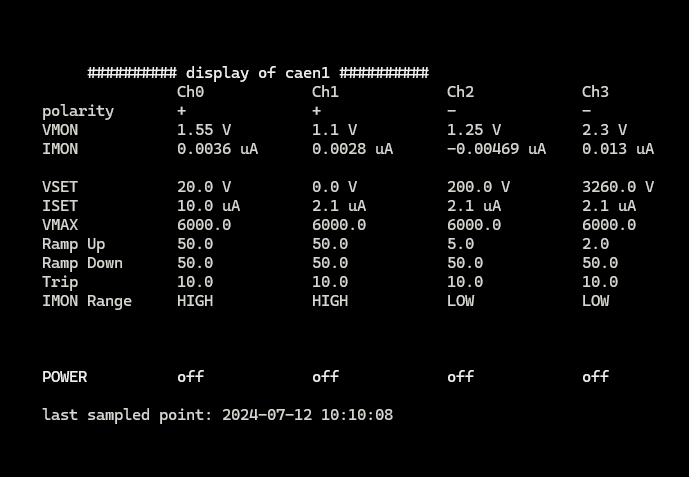 ########## display of caen1 ##########
Ch0 Ch1 Ch2 Ch3
polarity + + - -
VMON 1.55 V 1.1 V 1.25 V 2.3 V
IMON 0.0036 uA 0.0028 uA -0.00469 uA 0.013 uA
VSET 20.0 V 0.0 V 200.0 V 3260.0 V
ISET 10.0 uA 2.1 uA 2.1 uA 2.1 uA
VMAX 6000.0 6000.0 6000.0 6000.0
Ramp Up 50.0 50.0 5.0 2.0
Ramp Down 50.0 50.0 50.0 50.0
Trip 10.0 10.0 10.0 10.0
IMON Range HIGH HIGH LOW LOW
POWER off off off off
last sampled point: 2024-07-12 10:10:08